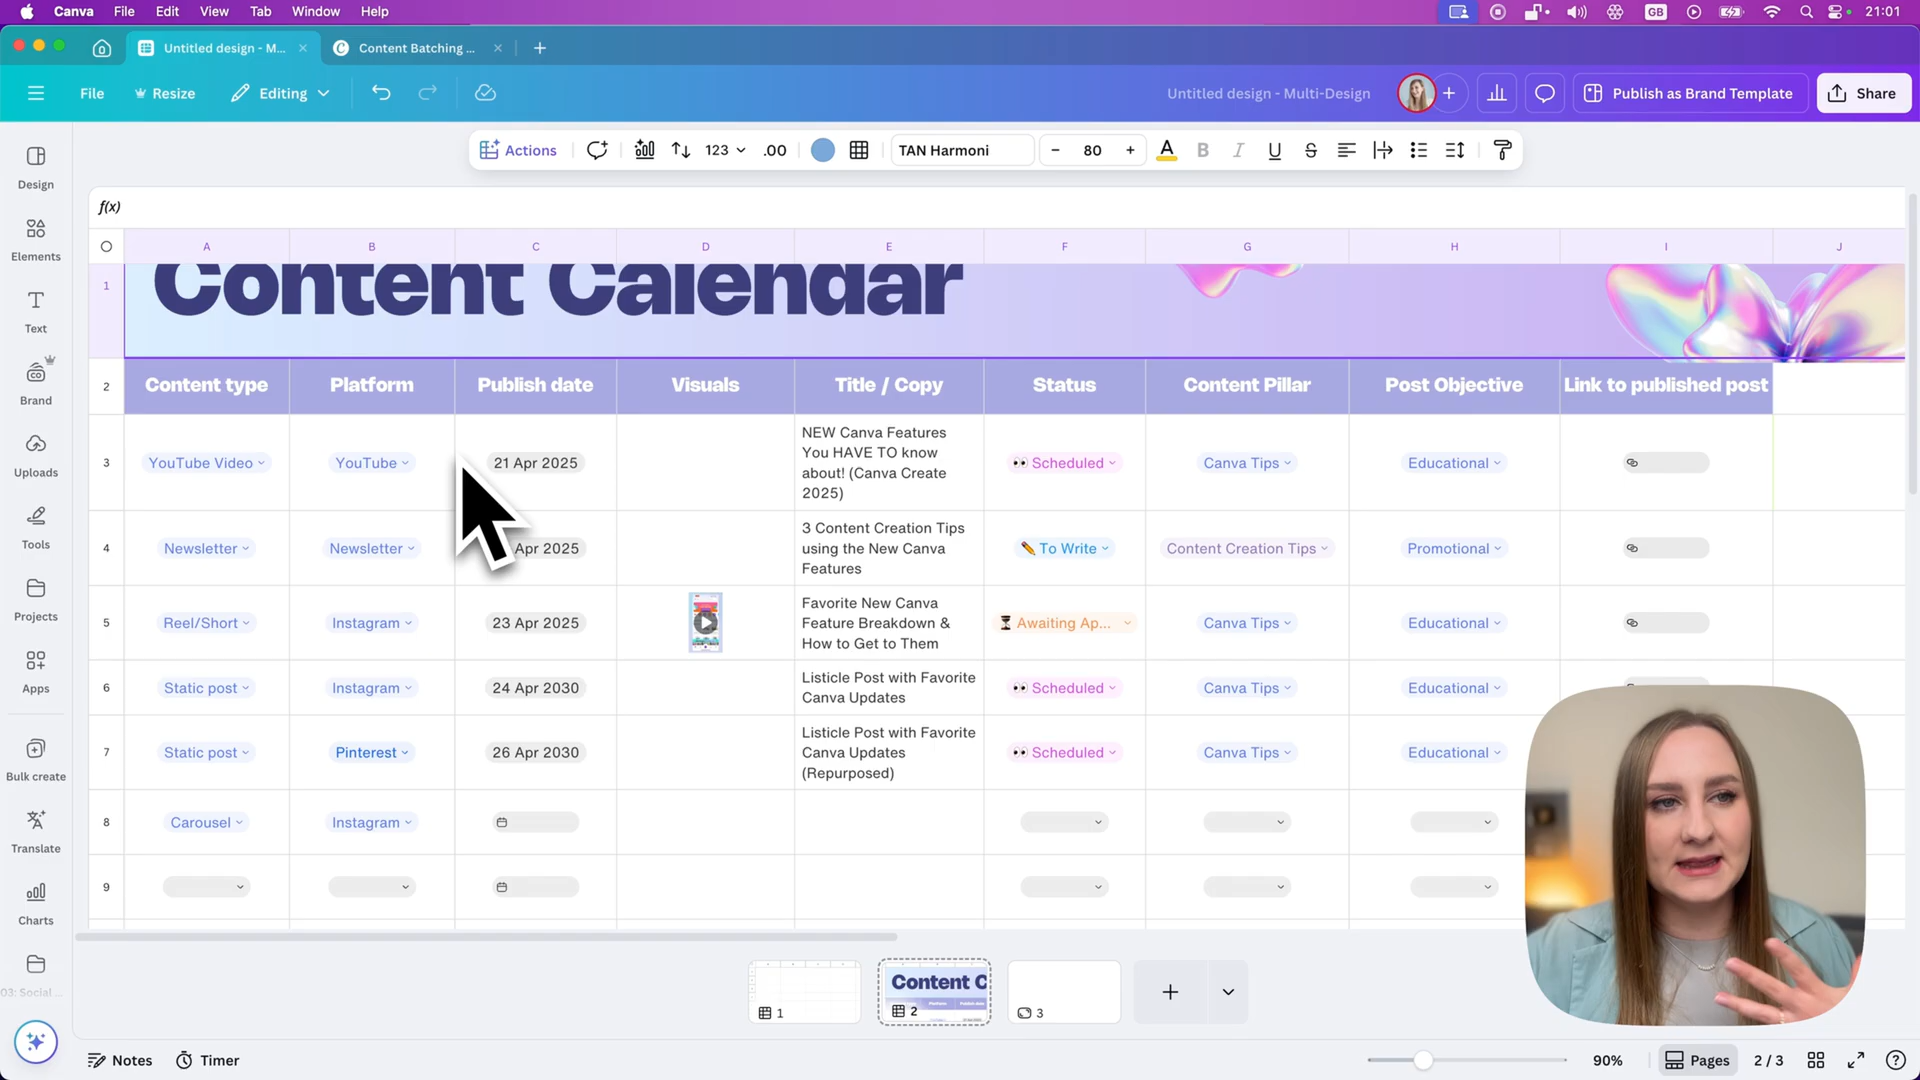 Canva File Edit View Tab Window Help GB 21:01
Untitled design - M... Content Batching ...
File Resize Editing Untitled design - Multi-Design Publish as Brand Template Share
Actions 123 .00 TAN Harmoni 80 A B I U S
Design
Elements
Text
Brand
Uploads
Tools
Projects
Apps
Bulk create
Translate
Charts
03: Social ...
f(x)
A B C D E F G H I J
1
Content Calendar
2 Content type Platform Publish date Visuals Title / Copy Status Content Pillar Post Objective Link to published post
3 YouTube Video YouTube 21 Apr 2025
NEW Canva Features
You HAVE TO know
about! (Canva Create
2025)
Scheduled Canva Tips Educational
4 Newsletter Newsletter Apr 2025
3 Content Creation Tips
using the New Canva
Features
To Write Content Creation Tips Promotional
5 Reel/Short Instagram 23 Apr 2025
Favorite New Canva
Feature Breakdown &
How to Get to Them
Awaiting Ap... Canva Tips Educational
6 Static post Instagram 24 Apr 2030
Listicle Post with Favorite
Canva Updates
Scheduled Canva Tips Educational
7 Static post Pinterest 26 Apr 2030
Listicle Post with Favorite
Canva Updates
(Repurposed)
Scheduled Canva Tips Educational
8 Carousel Instagram
9
1
Content C
2
3
Notes Timer 90% Pages 2 / 3